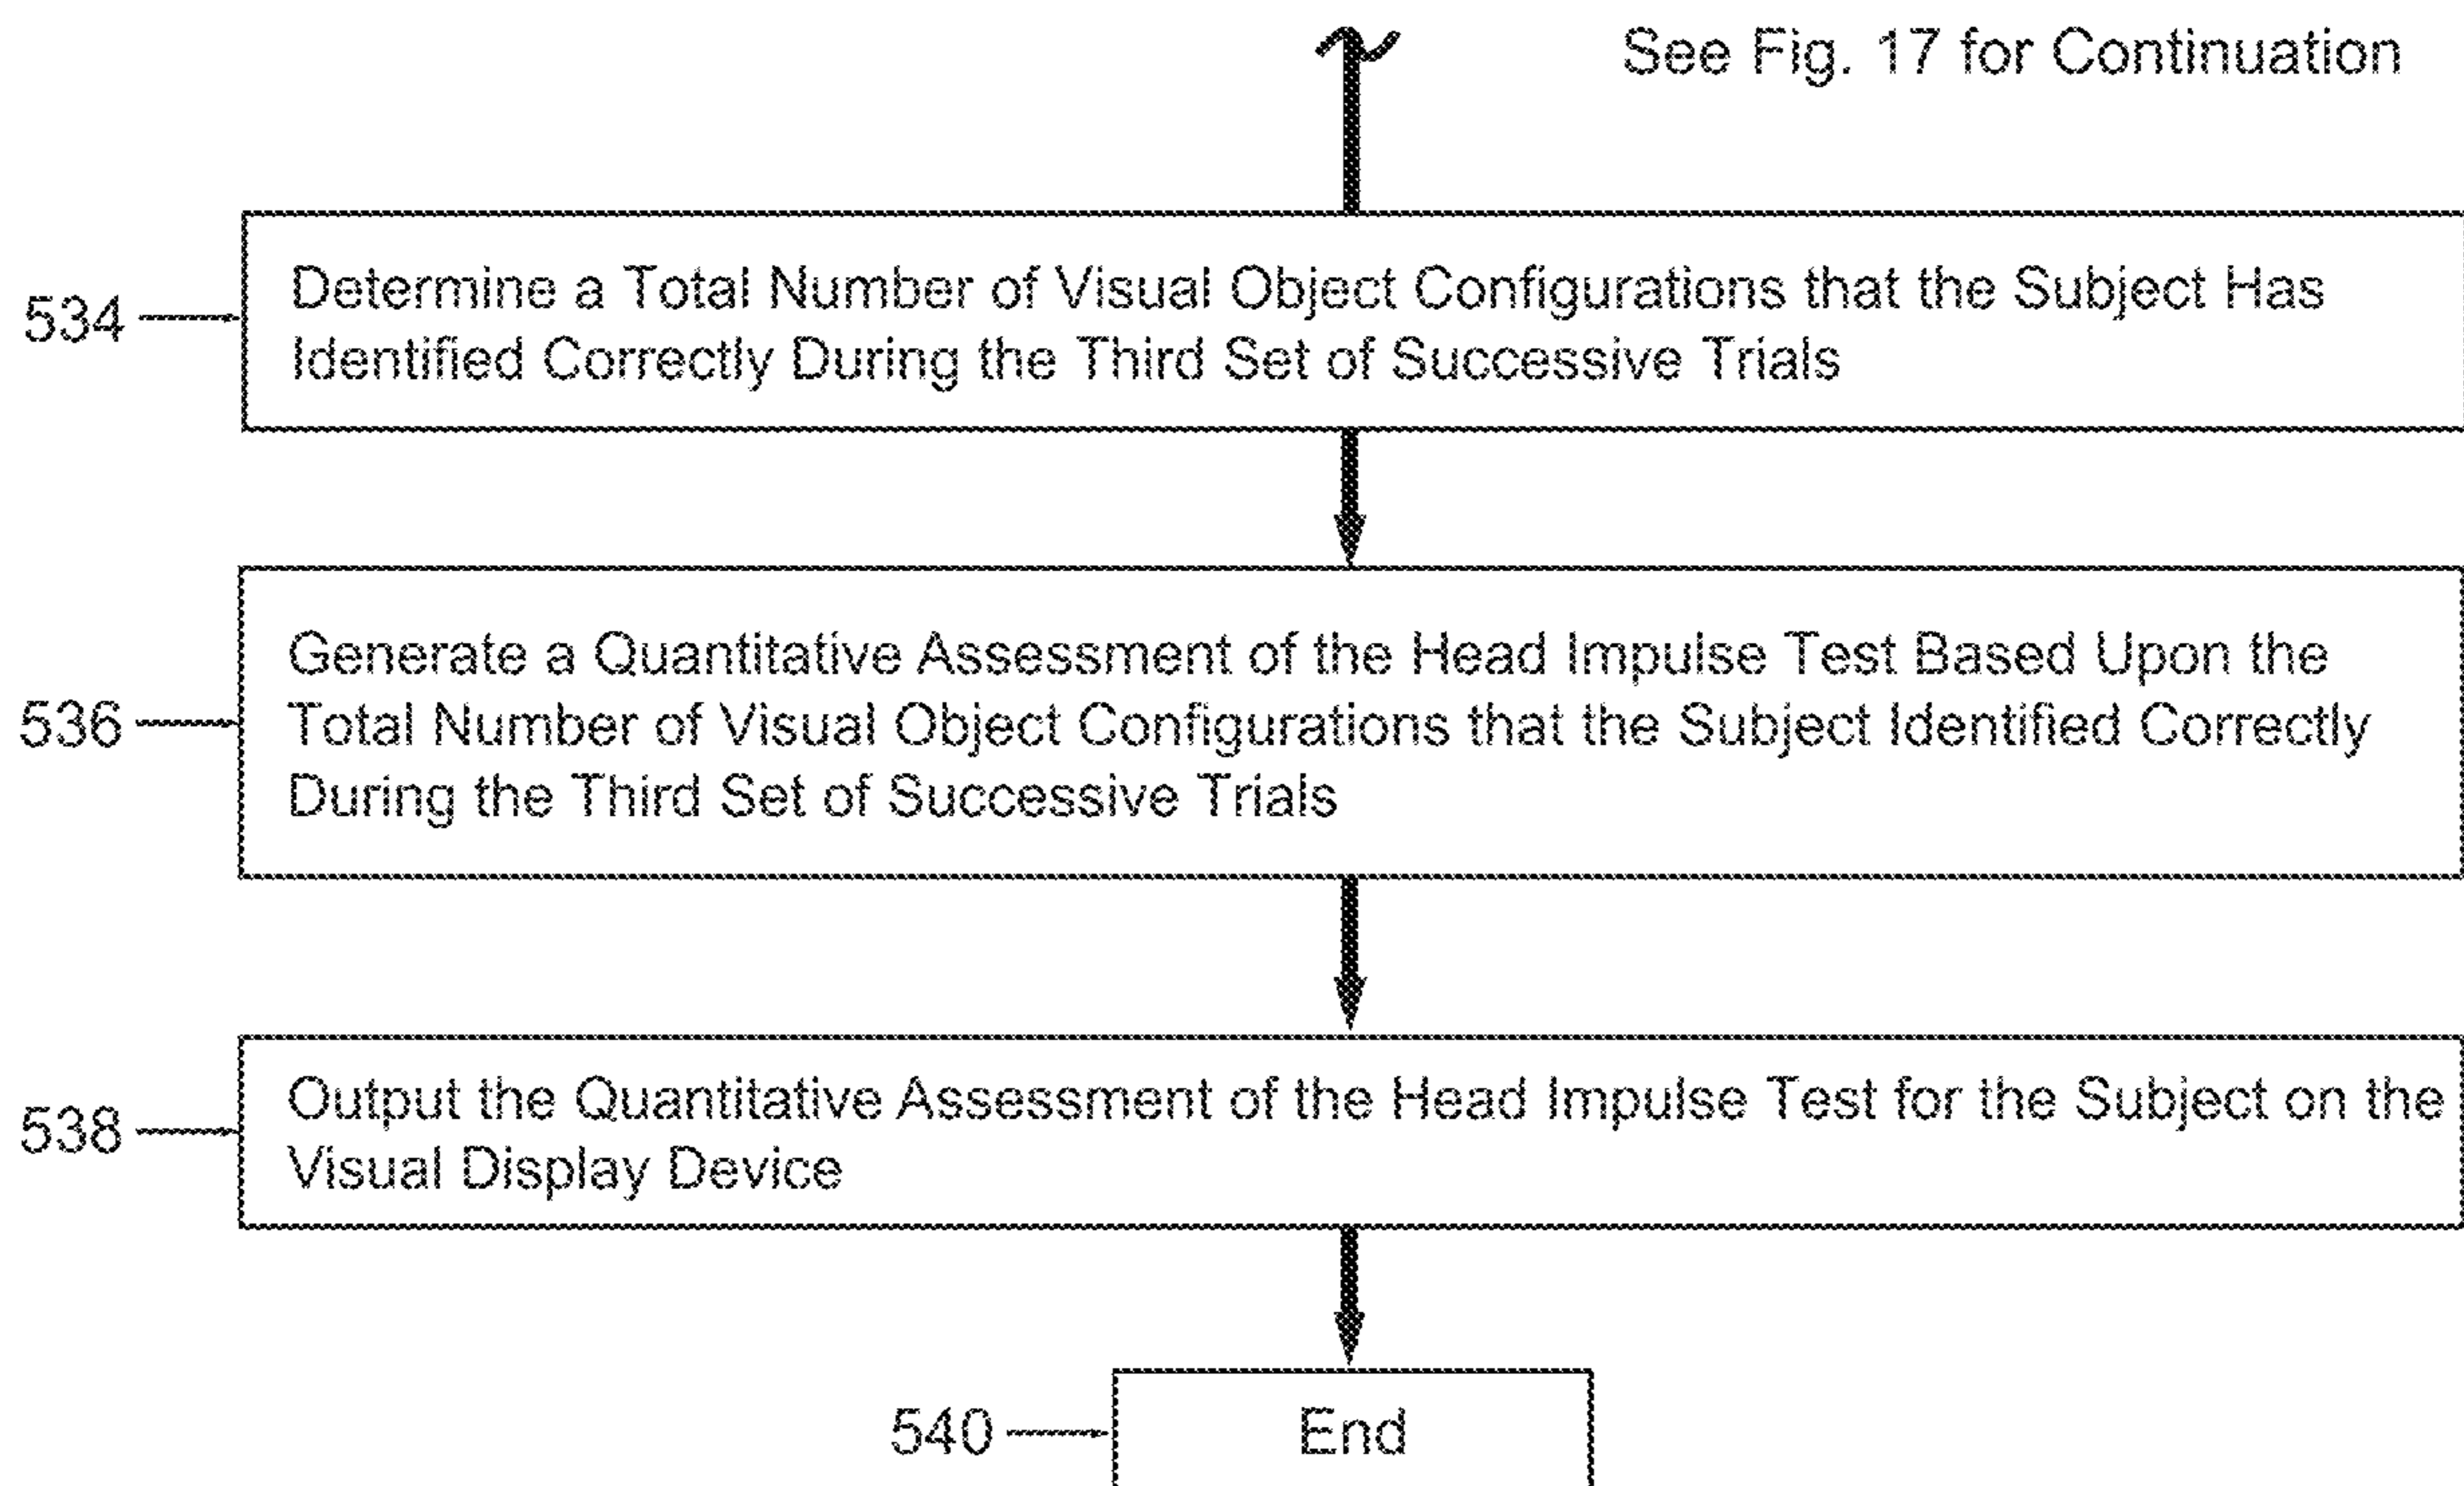 See Fig. 17 for Continuation
534
Determine a Total Number of Visual Object Configurations that the Subject Has
Identified Correctly During the Third Set of Successive Trials
536
Generate a Quantitative Assessment of the Head Impulse Test Based Upon the
Total Number of Visual Object Configurations that the Subject Identified Correctly
During the Third Set of Successive Trials
538
Output the Quantitative Assessment of the Head Impulse Test for the Subject on the
Visual Display Device
540
End